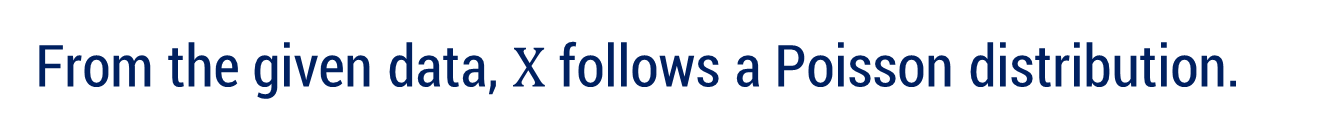 From the given data, X follows a Poisson distribution.